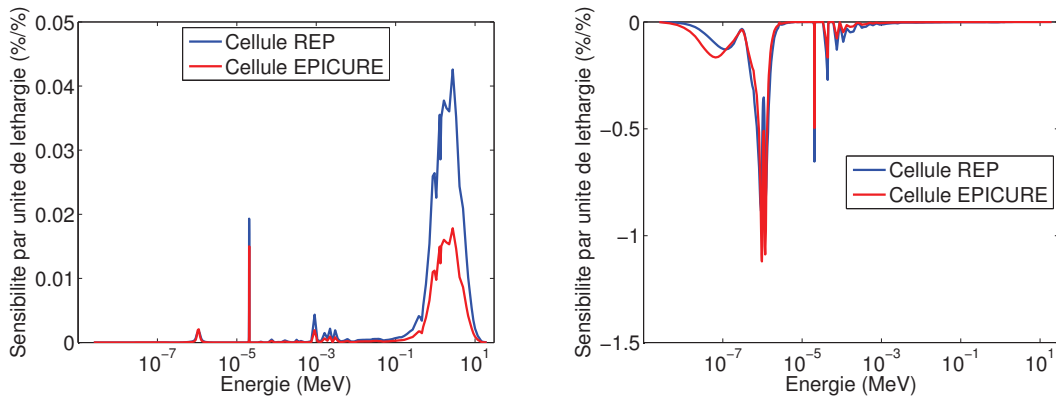 Sensibilite par unite de lethargie (%/%)
0.05
0.04
0.03
0.02
0.01
0
10⁻⁷
10⁻⁵
10⁻³
10⁻¹
10¹
Energie (MeV)
Cellule REP
Cellule EPICURE
Sensibilite par unite de lethargie (%/%)
0
−0.5
−1
−1.5
10⁻⁷
10⁻⁵
10⁻³
10⁻¹
10¹
Energie (MeV)
Cellule REP
Cellule EPICURE